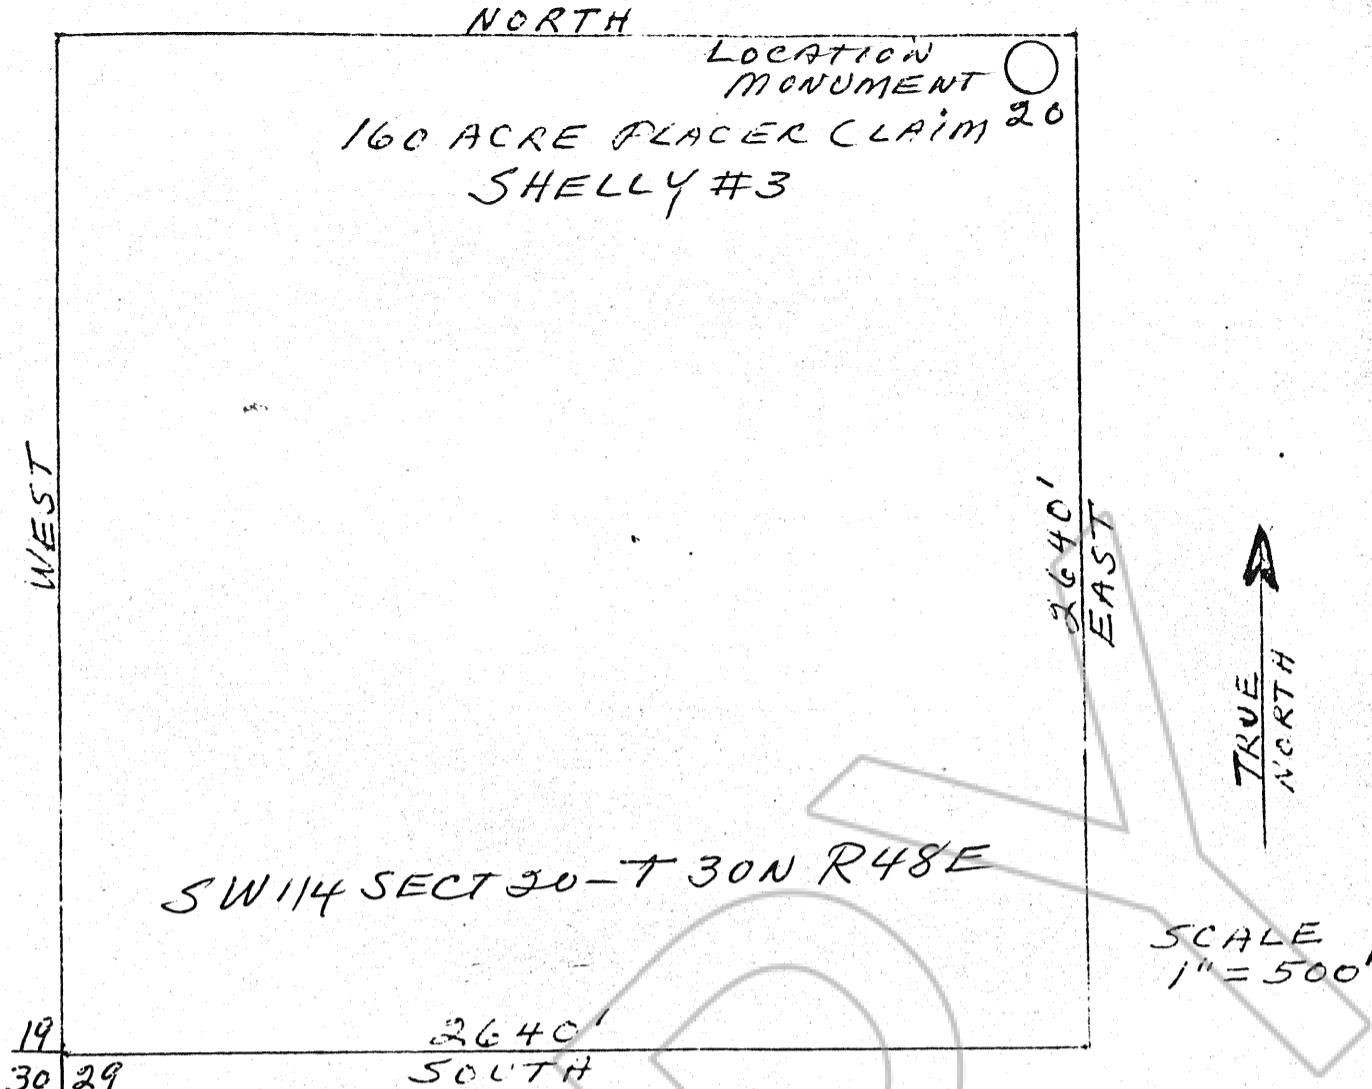 NORTH
LOCATION
MONUMENT
20
160 ACRE PLACER CLAIM
SHELLY #3
WEST
2640'
EAST
TRUE
NORTH
SW 1/4 SECT 20-T 30N R48E
SCALE
1" = 500'
19
2640'
30 29
SOUTH